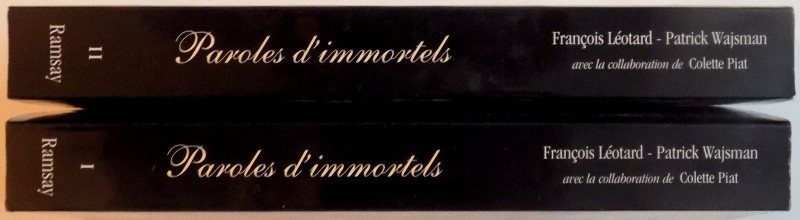 Ramsay
II
Paroles d'immortels
François Léotard - Patrick Wajsman
avec la collaboration de Colette Piat
Ramsay
I
Paroles d'immortels
François Léotard - Patrick Wajsman
avec la collaboration de Colette Piat